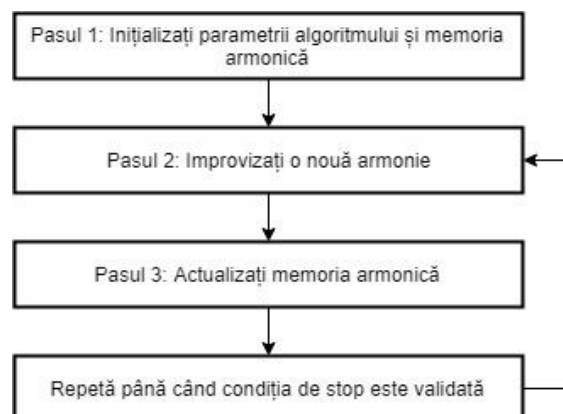 Pasul 1: Inițializați parametrii algoritmului și memoria
armonică
Pasul 2: Improvizați o nouă armonie
Pasul 3: Actualizați memoria armonică
Repetă până când condiția de stop este validată